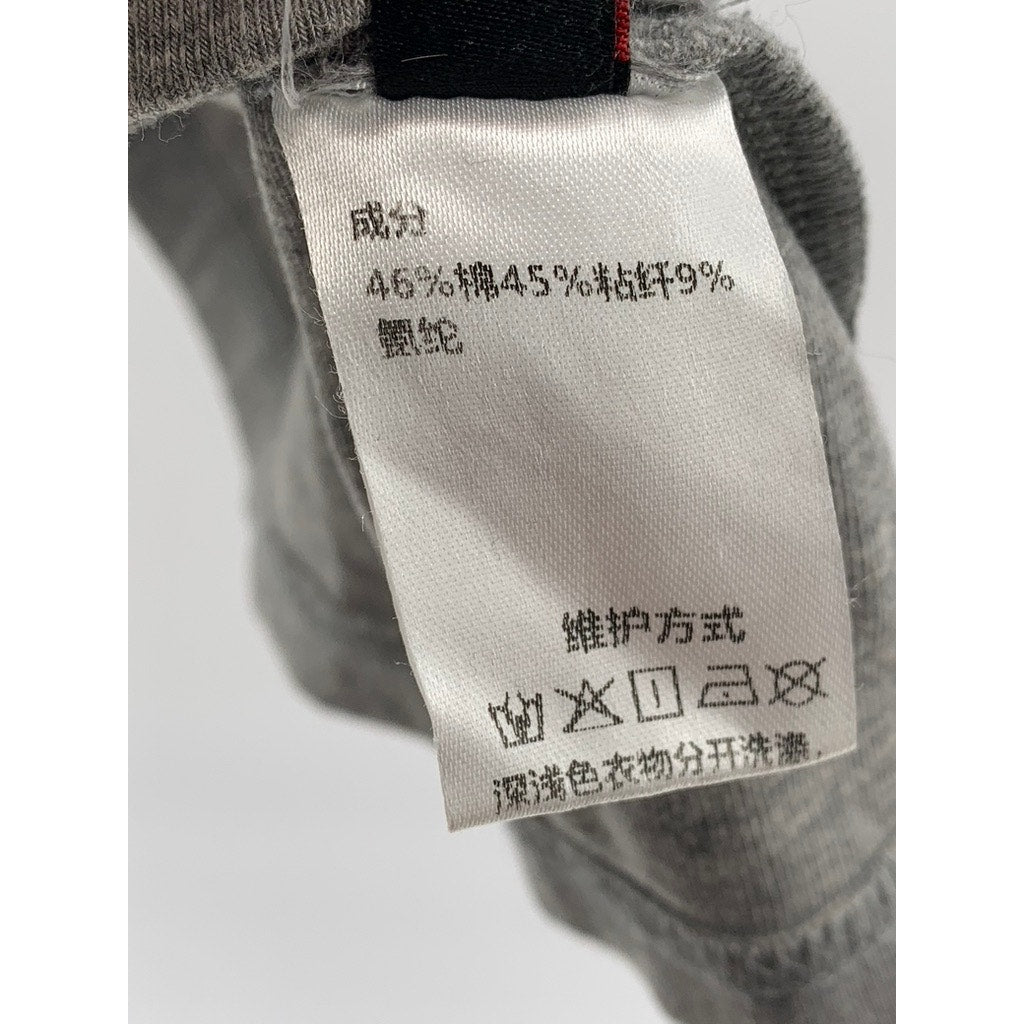 成分
46%棉45%粘纤9%
氨纶
维护方式
深浅色衣物分开洗涤.